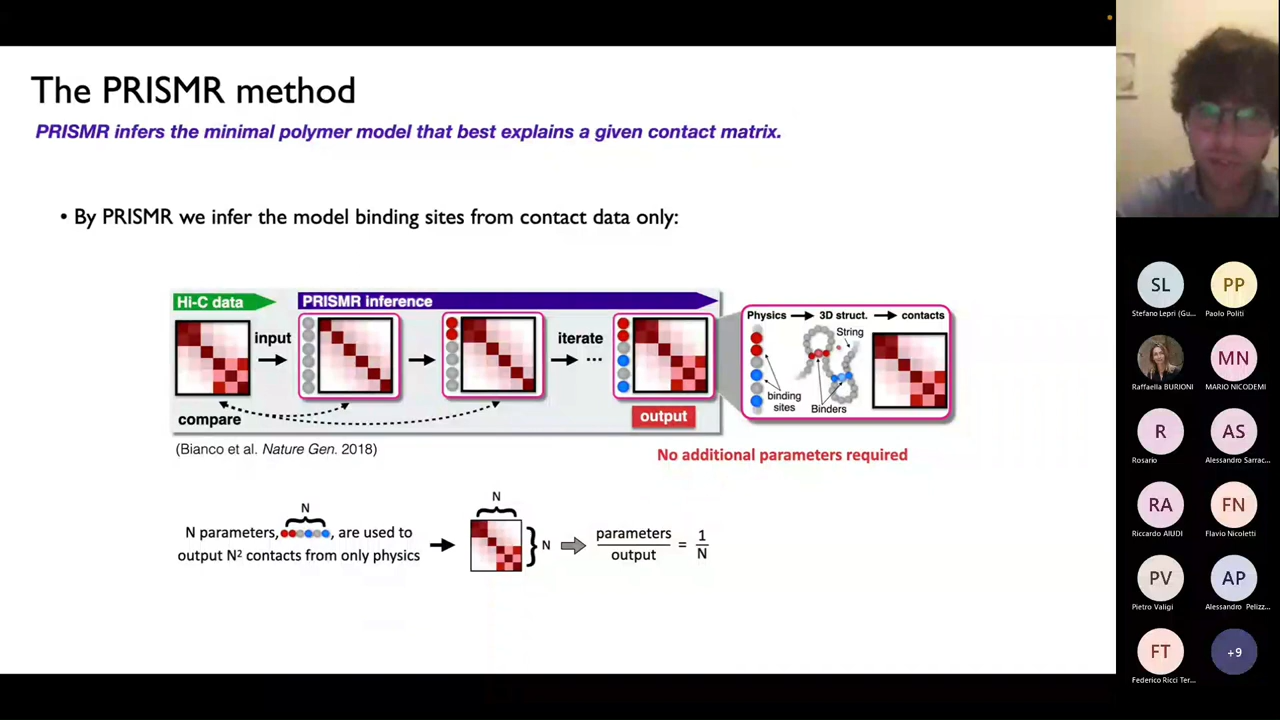 The PRISMR method
PRISMR infers the minimal polymer model that best explains a given contact matrix.
• By PRISMR we infer the model binding sites from contact data only:
Hi-C data
PRISMR inference
input
iterate
...
compare
output
Physics
3D struct.
contacts
String
binding
sites
Binders
(Bianco et al. Nature Gen. 2018)
No additional parameters required
N
N parameters, , are used to
output N² contacts from only physics
N
N
parameters
output
=
1
N
SL
Stefano Lepri (Gu...
PP
Paolo Politi
Raffaella BURIONI
MN
MARIO NICODEMI
R
Rosario
AS
Alessandro Sarrac...
RA
Riccardo AIUDI
FN
Flavio Nicoletti
PV
Pietro Valigi
AP
Alessandro Pelizz...
FT
Federico Ricci Ter...
+9